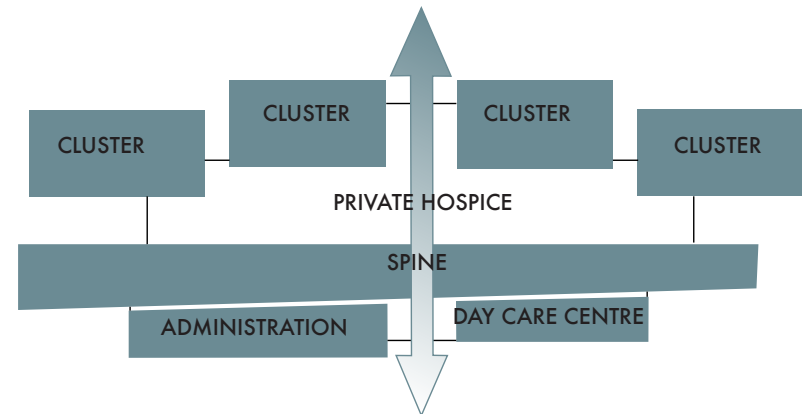 CLUSTER
CLUSTER
CLUSTER
CLUSTER
PRIVATE HOSPICE
SPINE
ADMINISTRATION
DAY CARE CENTRE